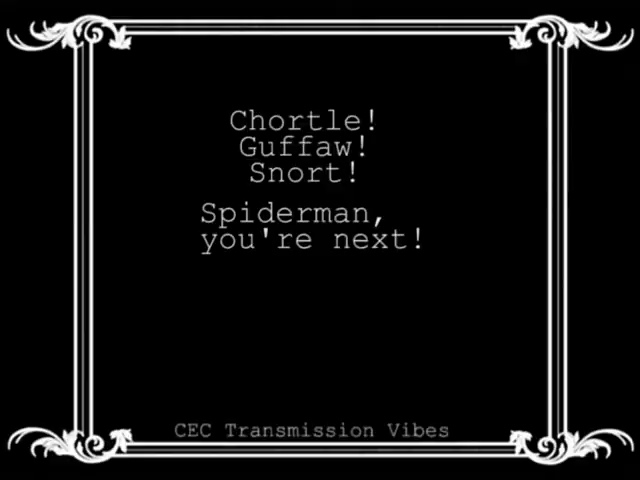 Chortle!
Guffaw!
Snort!
Spiderman,
you're next!
CEC Transmission Vibes